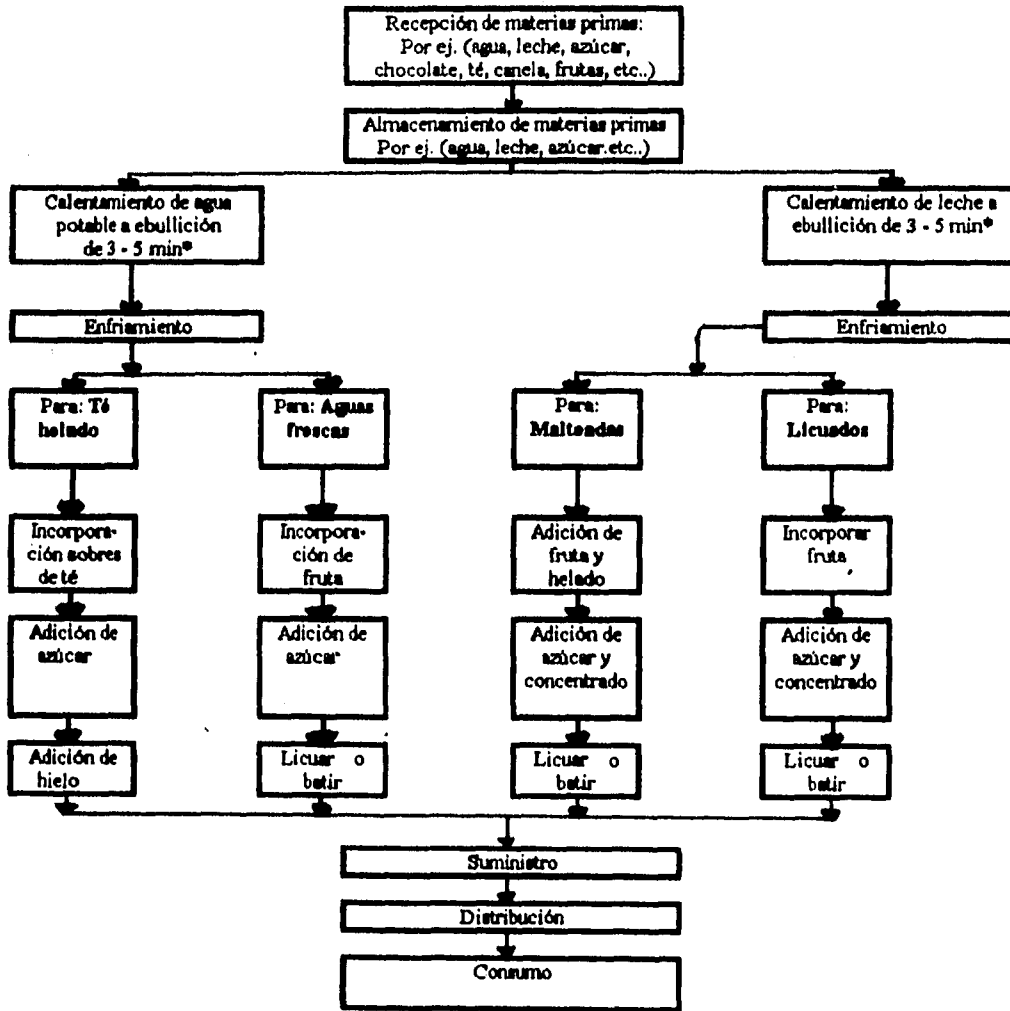 Recepción de materias primas:
Por ej. (agua, leche, azúcar,
chocolate, té, canela, frutas, etc..)
Almacenamiento de materias primas
Por ej. (agua, leche, azúcar.etc..)
Calentamiento de agua
potable a ebullición
de 3 - 5 min*
Calentamiento de leche a
ebullición de 3 - 5 min*
Enfriamiento
Enfriamiento
Para: Té
helado
Para: Aguas
frescas
Para:
Malteadas
Para:
Licuados
Incorpora-
ción sobres
de té
Incorpora-
ción de
fruta
Adición de
fruta y
helado
Incorporar
fruta
Adición de
azúcar
Adición de
azúcar
Adición de
azúcar y
concentrado
Adición de
azúcar y
concentrado
Adición de
hielo
Licuar o
batir
Licuar o
batir
Licuar o
batir
Suministro
Distribución
Consumo